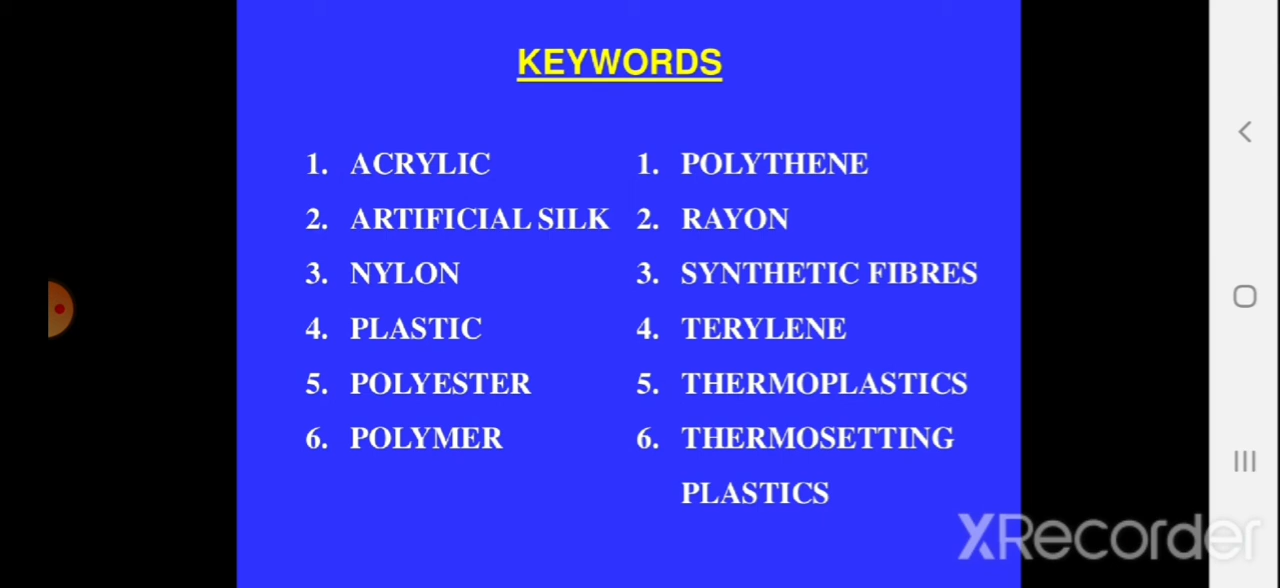 KEYWORDS
1. ACRYLIC
2. ARTIFICIAL SILK
3. NYLON
4. PLASTIC
5. POLYESTER
6. POLYMER
1. POLYTHENE
2. RAYON
3. SYNTHETIC FIBRES
4. TERYLENE
5. THERMOPLASTICS
6. THERMOSETTING
PLASTICS
XRecorder